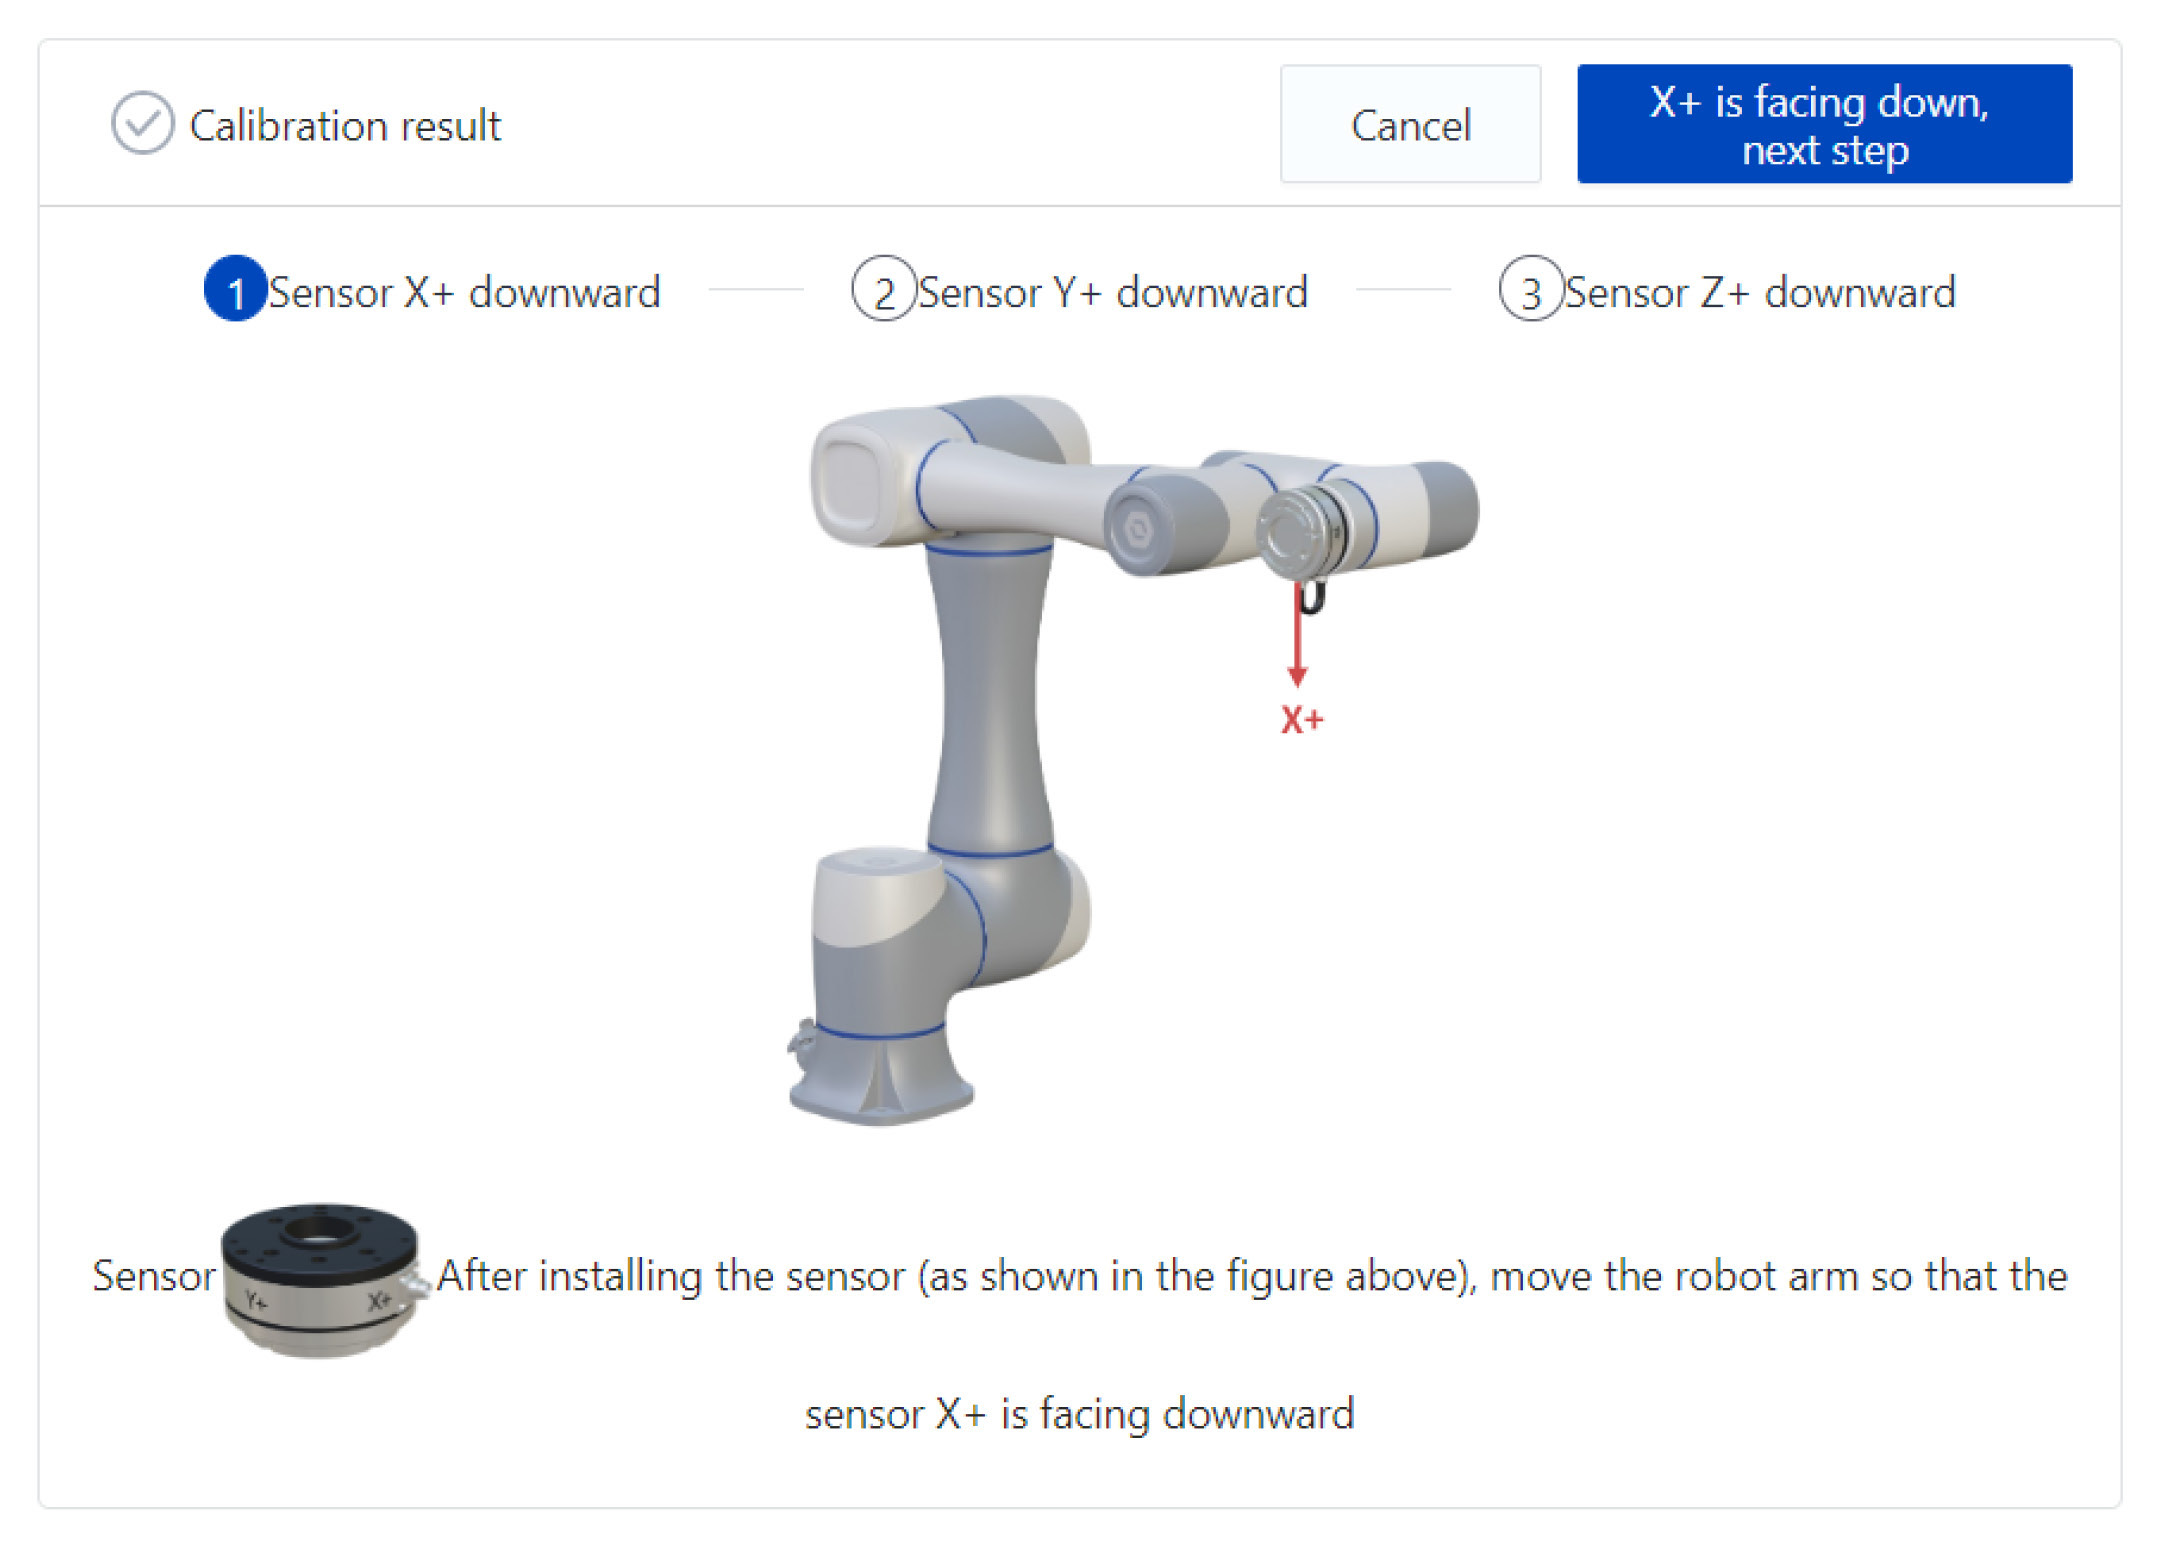 Calibration result
Cancel
X+ is facing down,
next step
1 Sensor X+ downward
2 Sensor Y+ downward
3 Sensor Z+ downward
X+
Sensor
Y+ X+
After installing the sensor (as shown in the figure above), move the robot arm so that the
sensor X+ is facing downward